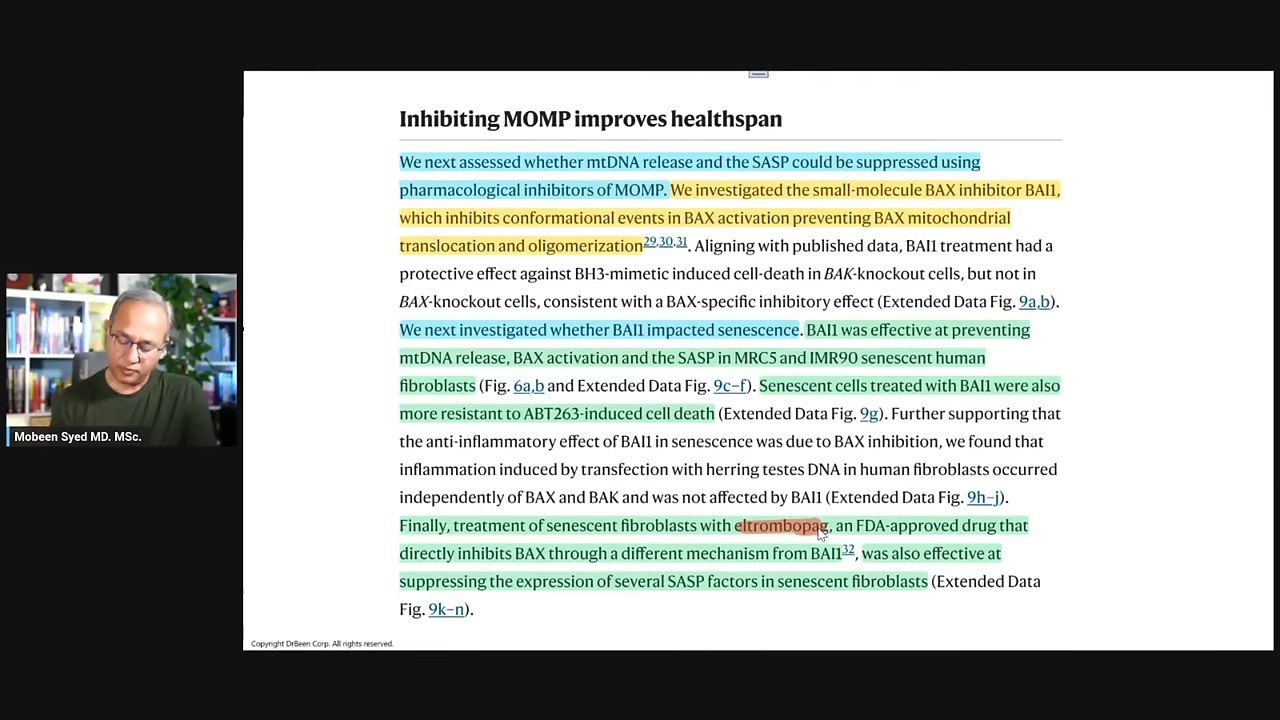 Inhibiting MOMP improves healthspan
We next assessed whether mtDNA release and the SASP could be suppressed using
pharmacological inhibitors of MOMP. We investigated the small-molecule BAX inhibitor BAI1,
which inhibits conformational events in BAX activation preventing BAX mitochondrial
translocation and oligomerization29,30,31. Aligning with published data, BAI1 treatment had a
protective effect against BH3-mimetic induced cell-death in BAK-knockout cells, but not in
BAX-knockout cells, consistent with a BAX-specific inhibitory effect (Extended Data Fig. 9a,b).
We next investigated whether BAI1 impacted senescence. BAI1 was effective at preventing
mtDNA release, BAX activation and the SASP in MRC5 and IMR90 senescent human
fibroblasts (Fig. 6a,b and Extended Data Fig. 9c–f). Senescent cells treated with BAI1 were also
more resistant to ABT263-induced cell death (Extended Data Fig. 9g). Further supporting that
the anti-inflammatory effect of BAI1 in senescence was due to BAX inhibition, we found that
inflammation induced by transfection with herring testes DNA in human fibroblasts occurred
independently of BAX and BAK and was not affected by BAI1 (Extended Data Fig. 9h–j).
Finally, treatment of senescent fibroblasts with eltrombopag, an FDA-approved drug that
directly inhibits BAX through a different mechanism from BAI132, was also effective at
suppressing the expression of several SASP factors in senescent fibroblasts (Extended Data
Fig. 9k–n).
Mobeen Syed MD. MSc.
Copyright DrBeen Corp. All rights reserved.